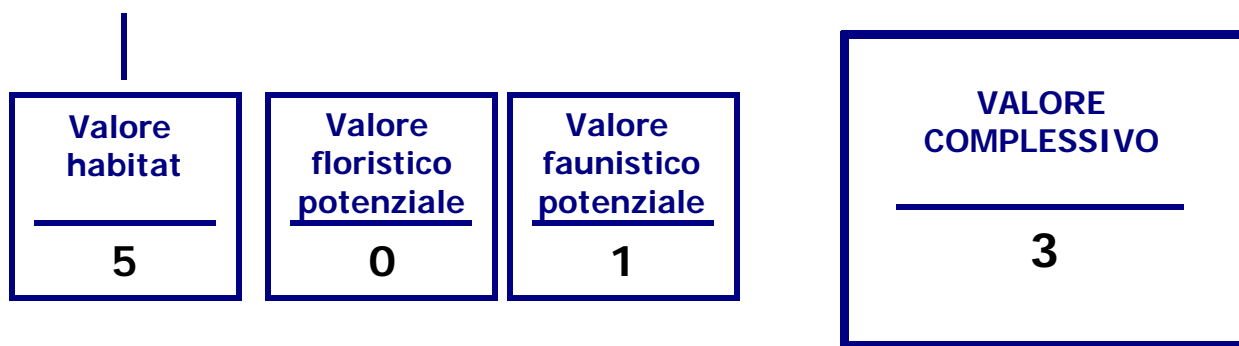 Valore
habitat
5
Valore
floristico
potenziale
0
Valore
faunistico
potenziale
1
VALORE
COMPLESSIVO
3